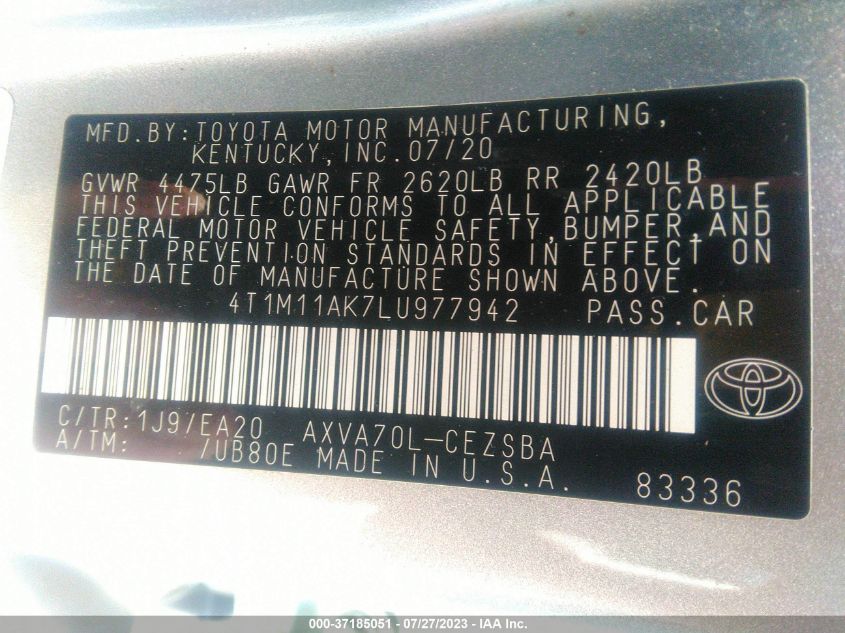 MFD.BY:TOYOTA MOTOR MANUFACTURING,
KENTUCKY,INC.07/20
GVWR 4475LB GAWR FR 2620LB RR 2420LB
THIS VEHICLE CONFORMS TO ALL APPLICABLE
FEDERAL MOTOR VEHICLE SAFETY,BUMPER,AND
THEFT PREVENTION STANDARDS IN EFFECT ON
THE DATE OF MANUFACTURE SHOWN ABOVE.
4T1M11AK7LU977942 PASS.CAR
C/TR:1J9/EA20 AXVA70L-CEZSBA
A/TM: /UB80E MADE IN U.S.A.
83336
000-37185051 - 07/27/2023 - IAA Inc.